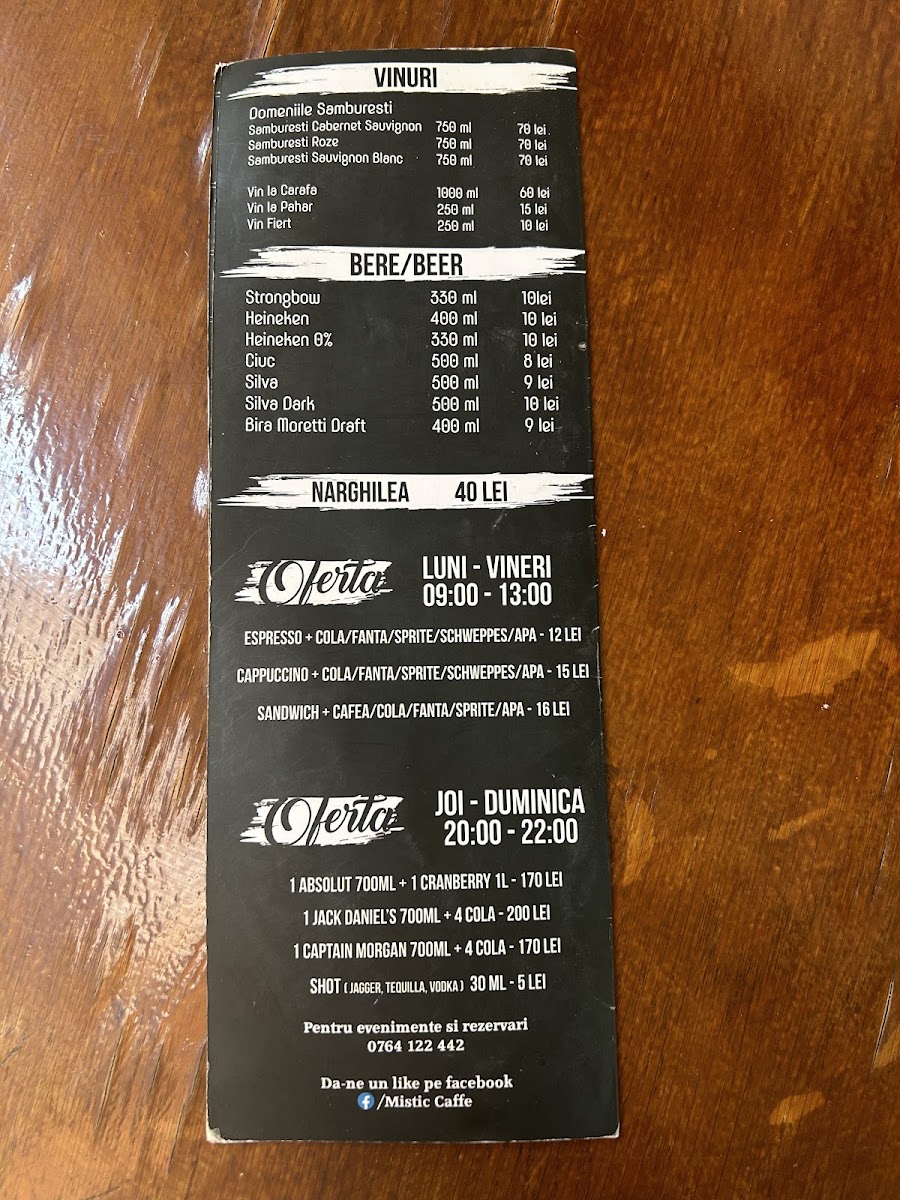 VINURI
Domeniile Samburesti
Samburesti Cabernet Sauvignon 750 ml 70 lei
Samburesti Roze 750 ml 70 lei
Samburesti Sauvignon Blanc 750 ml 70 lei
Vin la Carafa 1000 ml 60 lei
Vin la Pahar 250 ml 15 lei
Vin Fiert 250 ml 10 lei
BERE/BEER
Strongbow 330 ml 10lei
Heineken 400 ml 10 lei
Heineken 0% 330 ml 10 lei
Ciuc 500 ml 8 lei
Silva 500 ml 9 lei
Silva Dark 500 ml 10 lei
Bira Moretti Draft 400 ml 9 lei
NARGHILEA 40 LEI
Oferta LUNI - VINERI
09:00 - 13:00
ESPRESSO + COLA/FANTA/SPRITE/SCHWEPPES/APA - 12 LEI
CAPPUCCINO + COLA/FANTA/SPRITE/SCHWEPPES/APA - 15 LEI
SANDWICH + CAFEA/COLA/FANTA/SPRITE/APA - 16 LEI
Oferta JOI - DUMINICA
20:00 - 22:00
1 ABSOLUT 700ML + 1 CRANBERRY 1L - 170 LEI
1 JACK DANIEL'S 700ML + 4 COLA - 200 LEI
1 CAPTAIN MORGAN 700ML + 4 COLA - 170 LEI
SHOT ( JAGGER, TEQUILLA, VODKA ) 30 ML - 5 LEI
Pentru evenimente si rezervari
0764 122 442
Da-ne un like pe facebook
/Mistic Caffe